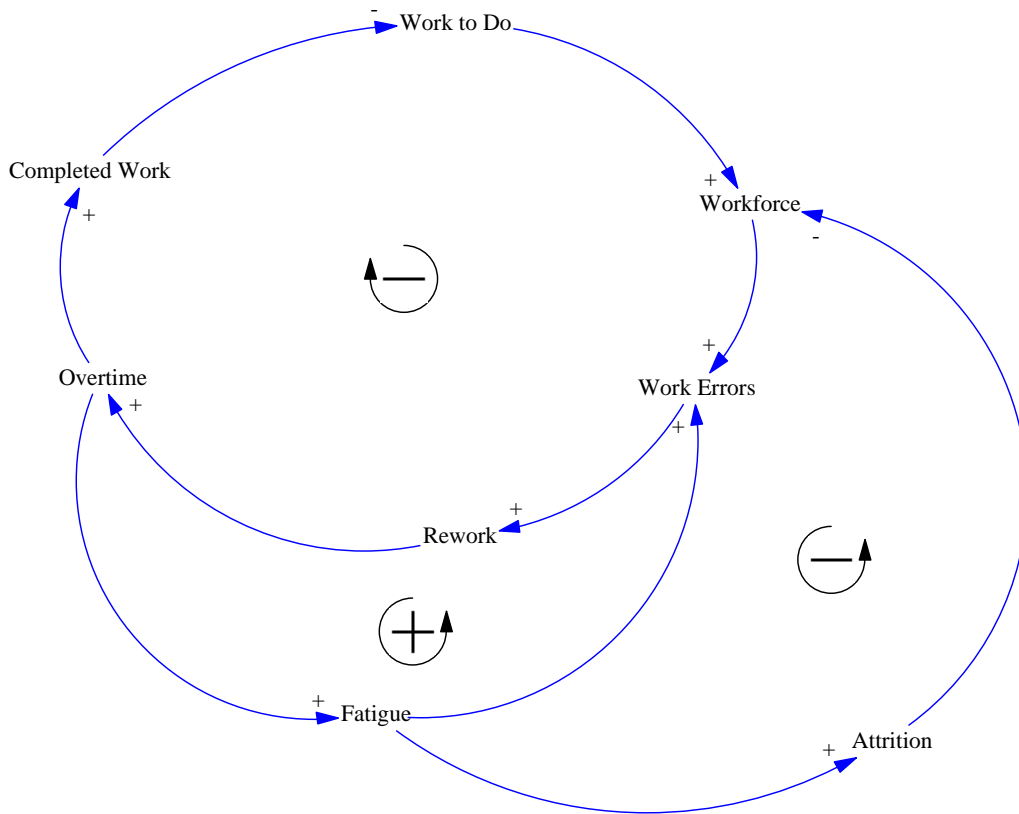 -
Work to Do
Completed Work
+
+
Workforce
-
+
Overtime
+
+
Work Errors
+
+
Rework
+
Fatigue
+
Attrition